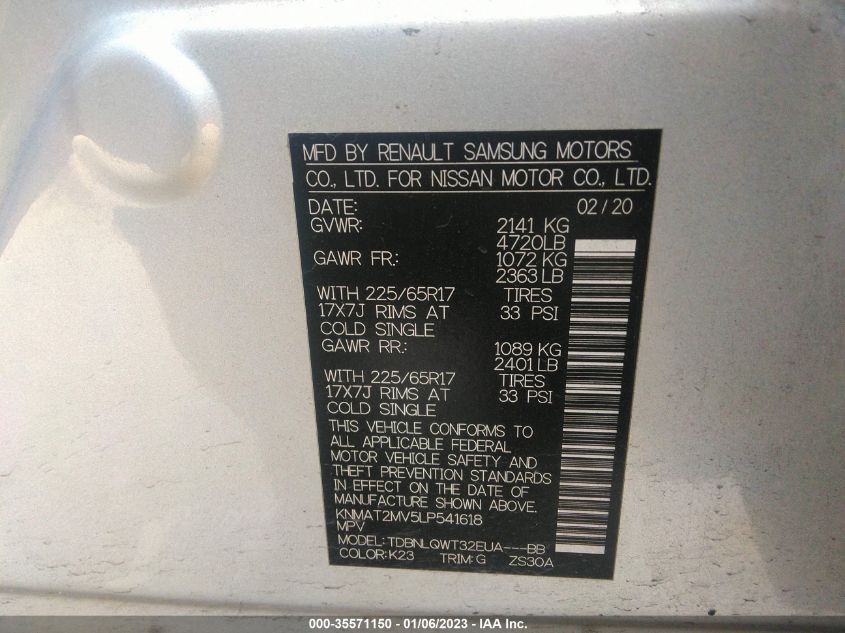 MFD BY RENAULT SAMSUNG MOTORS
CO., LTD. FOR NISSAN MOTOR CO., LTD.
DATE: 02/20
GVWR: 2141 KG
4720LB
GAWR FR.: 1072 KG
2363 LB
WITH 225/65R17 TIRES
17X7J RIMS AT 33 PSI
COLD SINGLE
GAWR RR.: 1089 KG
2401 LB
WITH 225/65R17 TIRES
17X7J RIMS AT 33 PSI
COLD SINGLE
THIS VEHICLE CONFORMS TO
ALL APPLICABLE FEDERAL
MOTOR VEHICLE SAFETY AND
THEFT PREVENTION STANDARDS
IN EFFECT ON THE DATE OF
MANUFACTURE SHOWN ABOVE.
KNMAT2MV5LP541618
MPV
MODEL: TDBNLQWT32EUA---BB
COLOR: K23 TRIM: G ZS30A
000-35571150 - 01/06/2023 - IAA Inc.